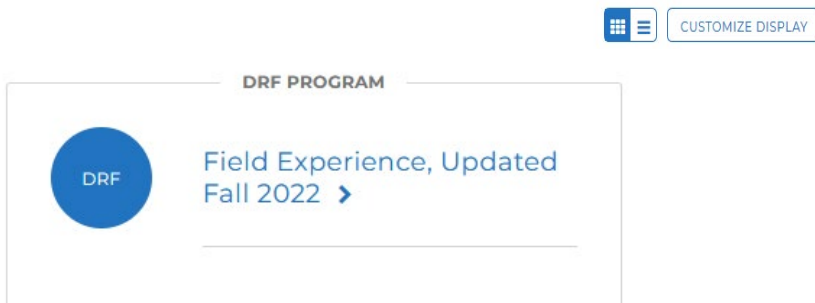 CUSTOMIZE DISPLAY
DRF PROGRAM
DRF
Field Experience, Updated
Fall 2022